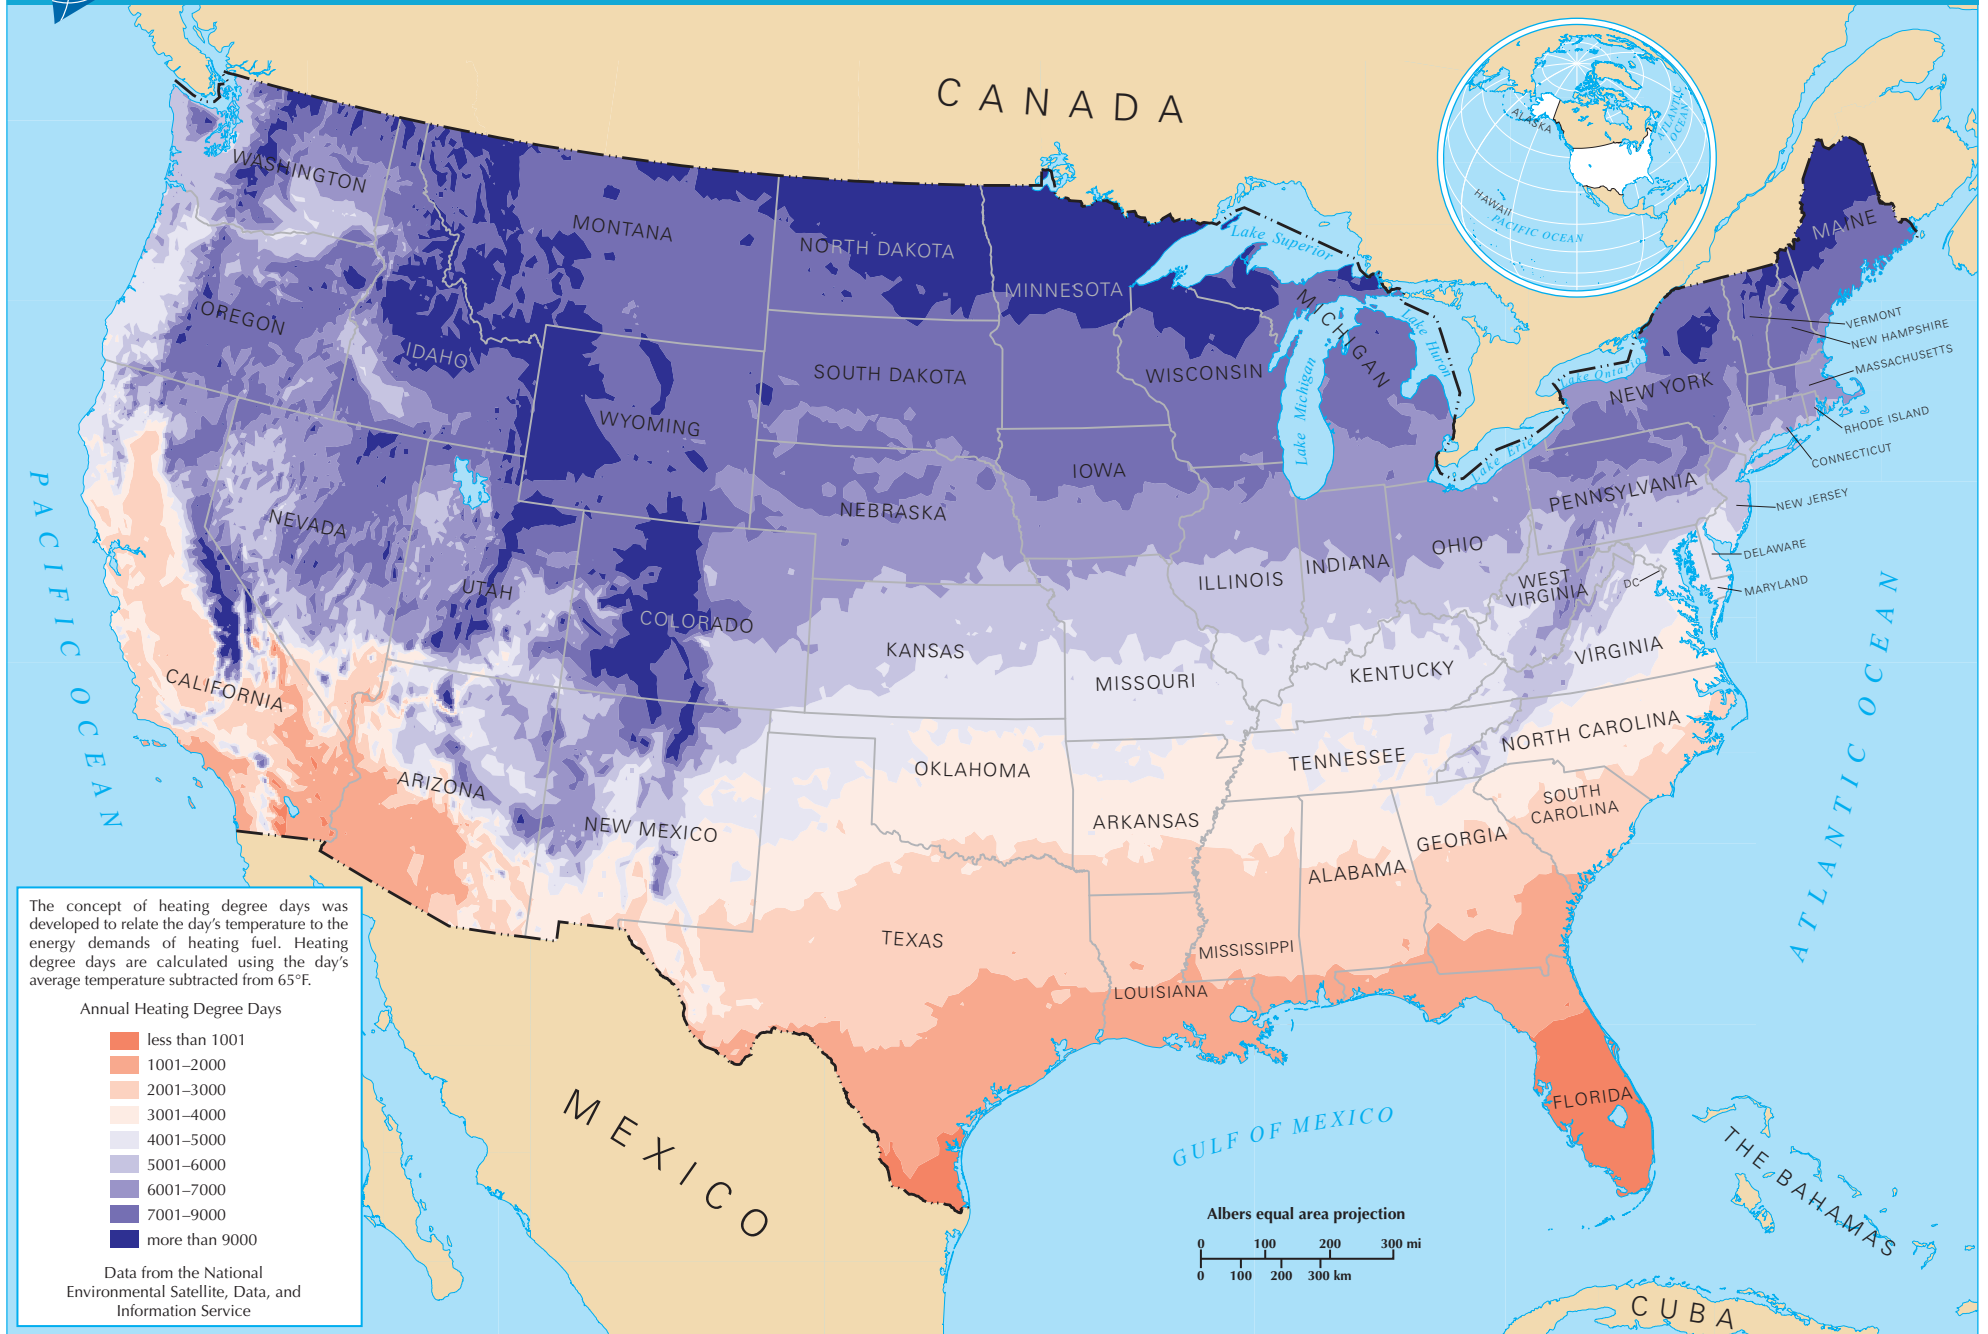 CANADA
ALASKA
ATLANTIC
OCEAN
HAWAII
PACIFIC OCEAN
WASHINGTON
MONTANA
NORTH DAKOTA
MINNESOTA
Lake Superior
MAINE
OREGON
IDAHO
WYOMING
SOUTH DAKOTA
WISCONSIN
MICHIGAN
Lake Michigan
Lake Huron
Lake Ontario
Lake Erie
NEW YORK
VERMONT
NEW HAMPSHIRE
MASSACHUSETTS
RHODE ISLAND
CONNECTICUT
NEW JERSEY
DELAWARE
MARYLAND
DC
PENNSYLVANIA
IOWA
NEBRASKA
NEVADA
UTAH
COLORADO
KANSAS
ILLINOIS
INDIANA
OHIO
WEST
VIRGINIA
VIRGINIA
MISSOURI
KENTUCKY
CALIFORNIA
ARIZONA
NEW MEXICO
OKLAHOMA
ARKANSAS
TENNESSEE
NORTH CAROLINA
SOUTH
CAROLINA
GEORGIA
ALABAMA
MISSISSIPPI
TEXAS
LOUISIANA
FLORIDA
PACIFIC OCEAN
ATLANTIC OCEAN
GULF OF MEXICO
MEXICO
THE BAHAMAS
CUBA
The concept of heating degree days was
developed to relate the day's temperature to the
energy demands of heating fuel. Heating
degree days are calculated using the day's
average temperature subtracted from 65°F.
Annual Heating Degree Days
less than 1001
1001–2000
2001–3000
3001–4000
4001–5000
5001–6000
6001–7000
7001–9000
more than 9000
Data from the National
Environmental Satellite, Data, and
Information Service
Albers equal area projection
0 100 200 300 mi
0 100 200 300 km